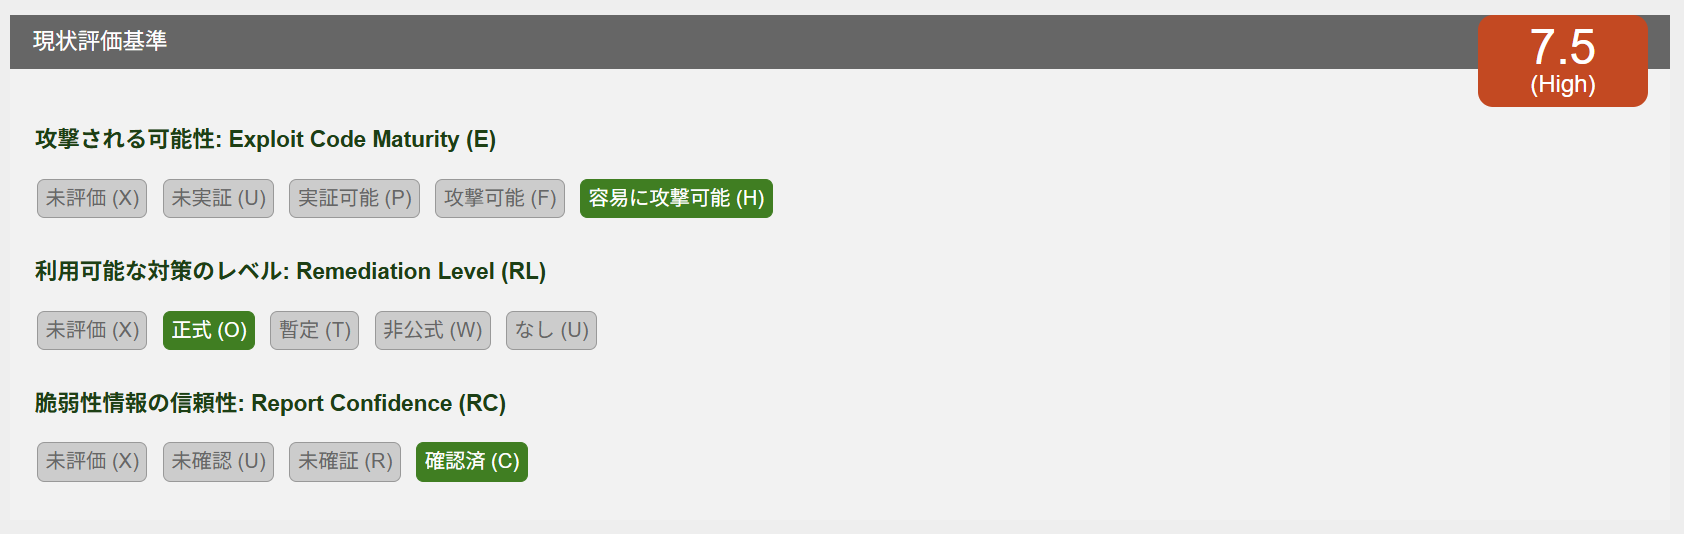 現状評価基準
7.5
(High)
攻撃される可能性: Exploit Code Maturity (E)
未評価 (X) 未実証 (U) 実証可能 (P) 攻撃可能 (F) 容易に攻撃可能 (H)
利用可能な対策のレベル: Remediation Level (RL)
未評価 (X) 正式 (O) 暫定 (T) 非公式 (W) なし (U)
脆弱性情報の信頼性: Report Confidence (RC)
未評価 (X) 未確認 (U) 未確証 (R) 確認済 (C)